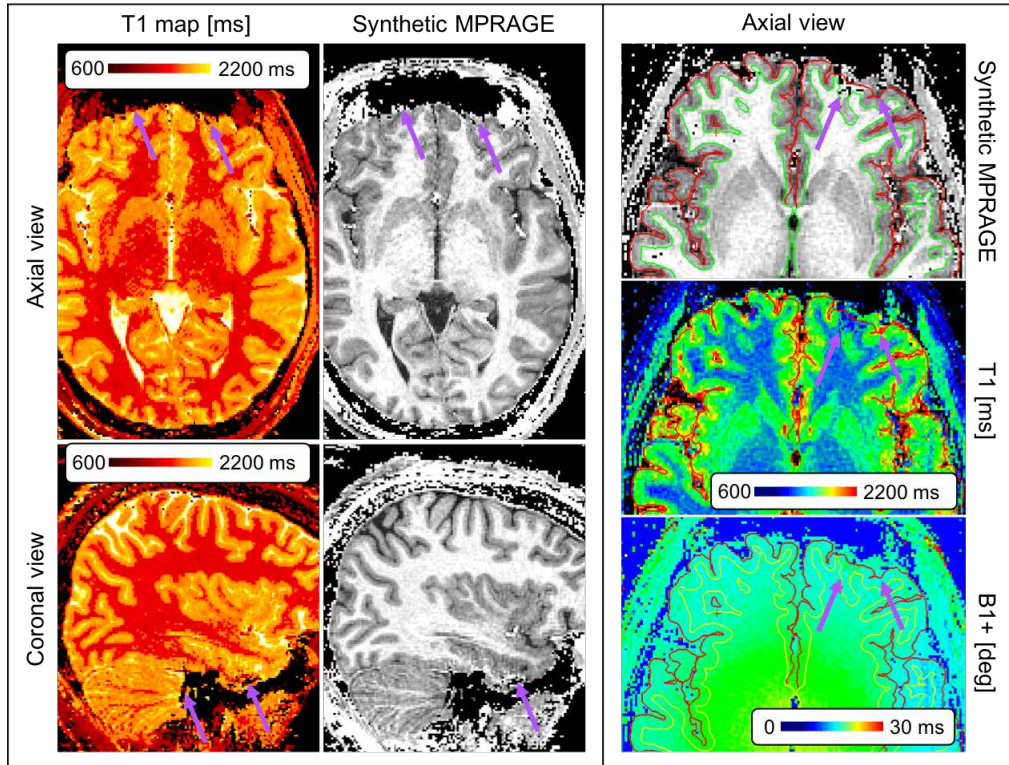 T1 map [ms]
Synthetic MPRAGE
Axial view
600
2200 ms
Axial view
Synthetic MPRAGE
Coronal view
600
2200 ms
T1 [ms]
600
2200 ms
B1+ [deg]
0
30 ms